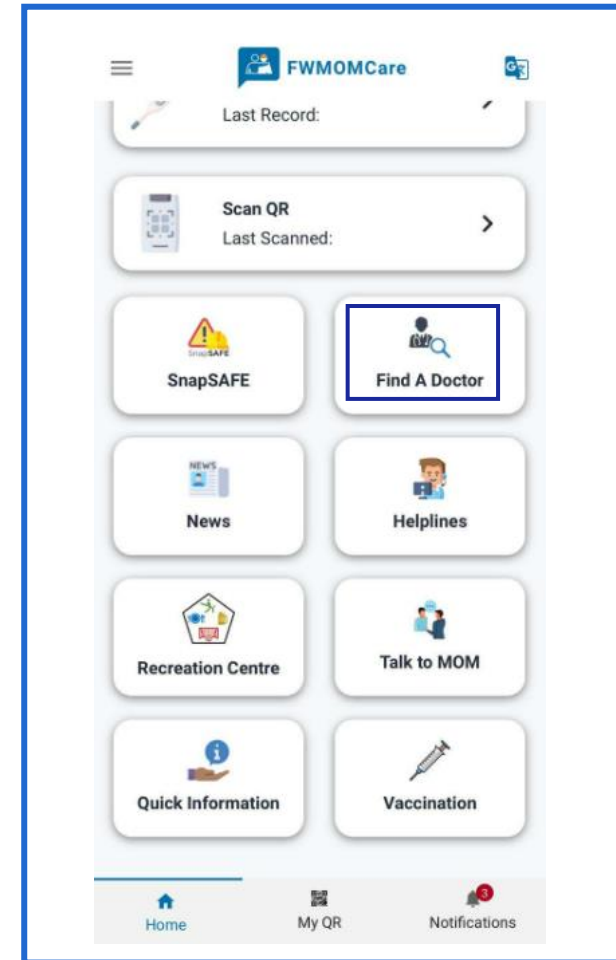 FWMOMCare
Last Record:
Scan QR
Last Scanned:
SnapSAFE
SnapSAFE
Find A Doctor
NEWS
News
Helplines
Recreation Centre
Talk to MOM
Quick Information
Vaccination
3
Home
My QR
Notifications